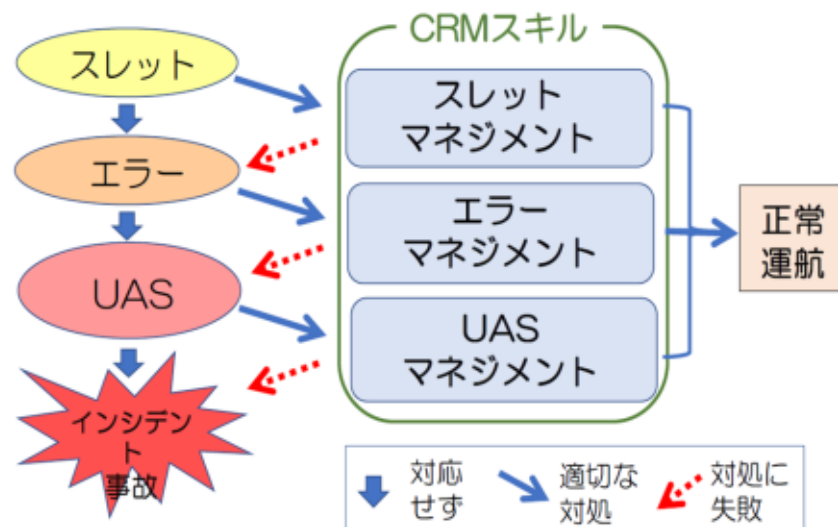 CRMスキル
スレット
エラー
UAS
インシデン
ト
事故
スレット
マネジメント
エラー
マネジメント
UAS
マネジメント
正常
運航
対応
せず
適切な
対処
対処に
失敗